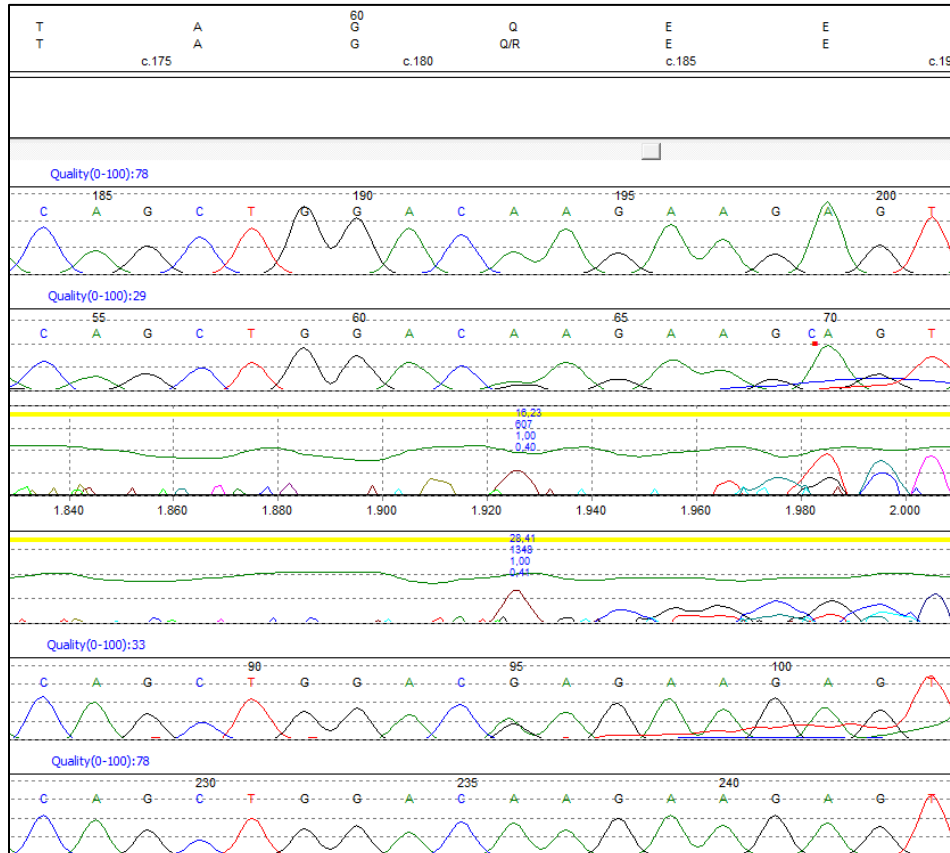 60
T A G Q E E
T A G Q/R E E
c.175 c.180 c.185 c.19
Quality(0-100):78
185 190 195 200
C A G C T G G A C A A G A A G A G T
Quality(0-100):29
55 60 65 70
C A G C T G G A C A A G A A G C A G T
16,23
607
1,00
0,40
1.840 1.860 1.880 1.900 1.920 1.940 1.960 1.980 2.000
28,41
1348
1,00
0,41
Quality(0-100):33
90 95 100
C A G C T G G A C G A G A A G A G T
Quality(0-100):78
230 235 240
C A G C T G G A C A A G A A G A G T